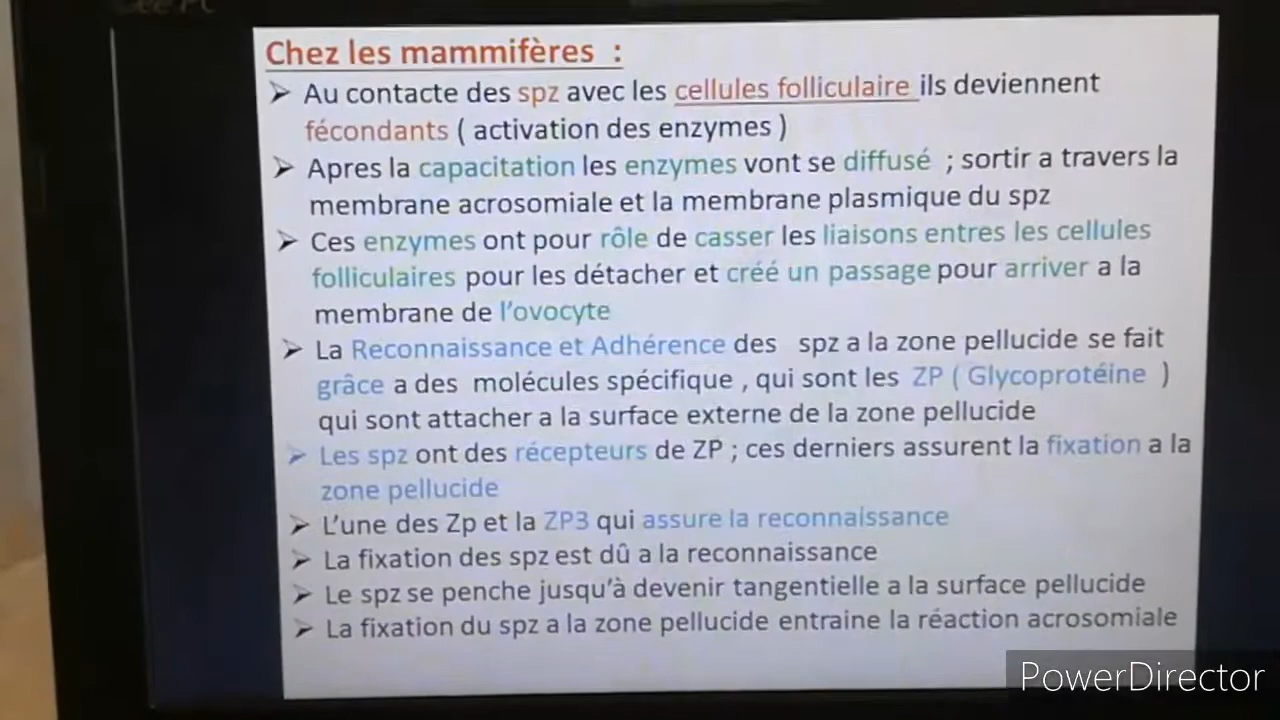 Chez les mammifères :
➢ Au contacte des spz avec les cellules folliculaire ils deviennent
fécondants ( activation des enzymes )
➢ Apres la capacitation les enzymes vont se diffusé ; sortir a travers la
membrane acrosomiale et la membrane plasmique du spz
➢ Ces enzymes ont pour rôle de casser les liaisons entres les cellules
folliculaires pour les détacher et créé un passage pour arriver a la
membrane de l’ovocyte
➢ La Reconnaissance et Adhérence des spz a la zone pellucide se fait
grâce a des molécules spécifique , qui sont les ZP ( Glycoprotéine )
qui sont attacher a la surface externe de la zone pellucide
➢ Les spz ont des récepteurs de ZP ; ces derniers assurent la fixation a la
zone pellucide
➢ L’une des Zp et la ZP3 qui assure la reconnaissance
➢ La fixation des spz est dû a la reconnaissance
➢ Le spz se penche jusqu’à devenir tangentielle a la surface pellucide
➢ La fixation du spz a la zone pellucide entraine la réaction acrosomiale
PowerDirector